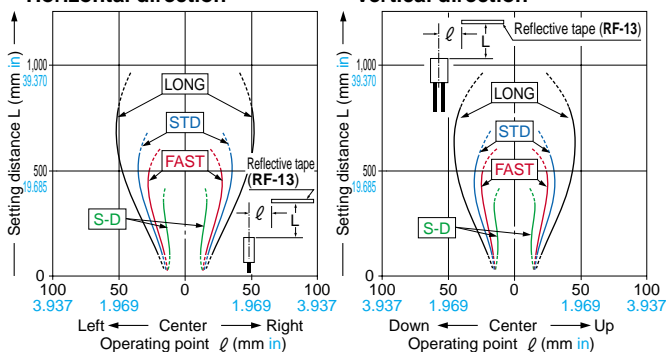 Horizontal direction
Setting distance L (mm in)
1,000
39.370
500
19.685
0
LONG
STD
FAST
S-D
Reflective tape
(RF-13)
ℓ
L
100 50 0 50 100
3.937 1.969 1.969 3.937
Left Center Right
Operating point ℓ (mm in)
Vertical direction
Setting distance L (mm in)
1,000
39.370
500
19.685
0
ℓ
L
Reflective tape (RF-13)
LONG
STD
FAST
S-D
100 50 0 50 100
3.937 1.969 1.969 3.937
Down Center Up
Operating point ℓ (mm in)